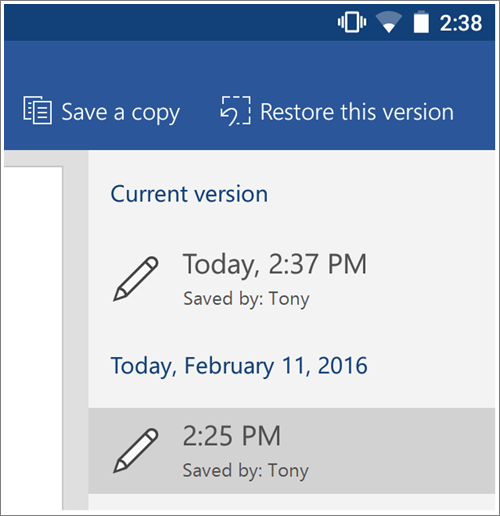 2:38
Save a copy
Restore this version
Current version
Today, 2:37 PM
Saved by: Tony
Today, February 11, 2016
2:25 PM
Saved by: Tony